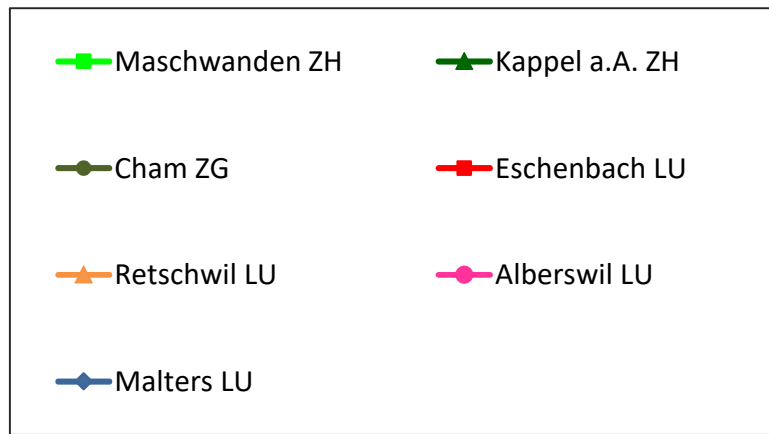 Maschwanden ZH
Kappel a.A. ZH
Cham ZG
Eschenbach LU
Retschwil LU
Alberswil LU
Malters LU